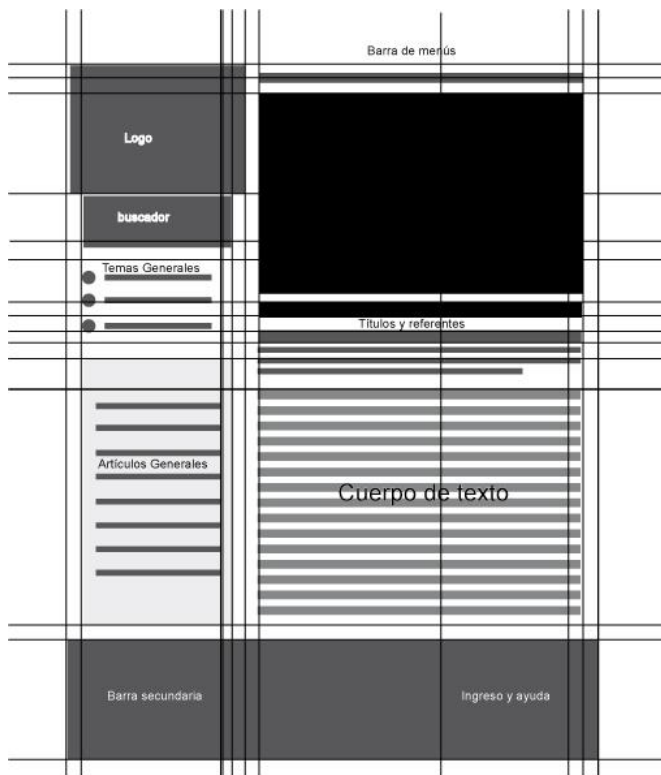 Barra de menús
Logo
buscador
Temas Generales
Títulos y referentes
Artículos Generales
Cuerpo de texto
Barra secundaria
Ingreso y ayuda